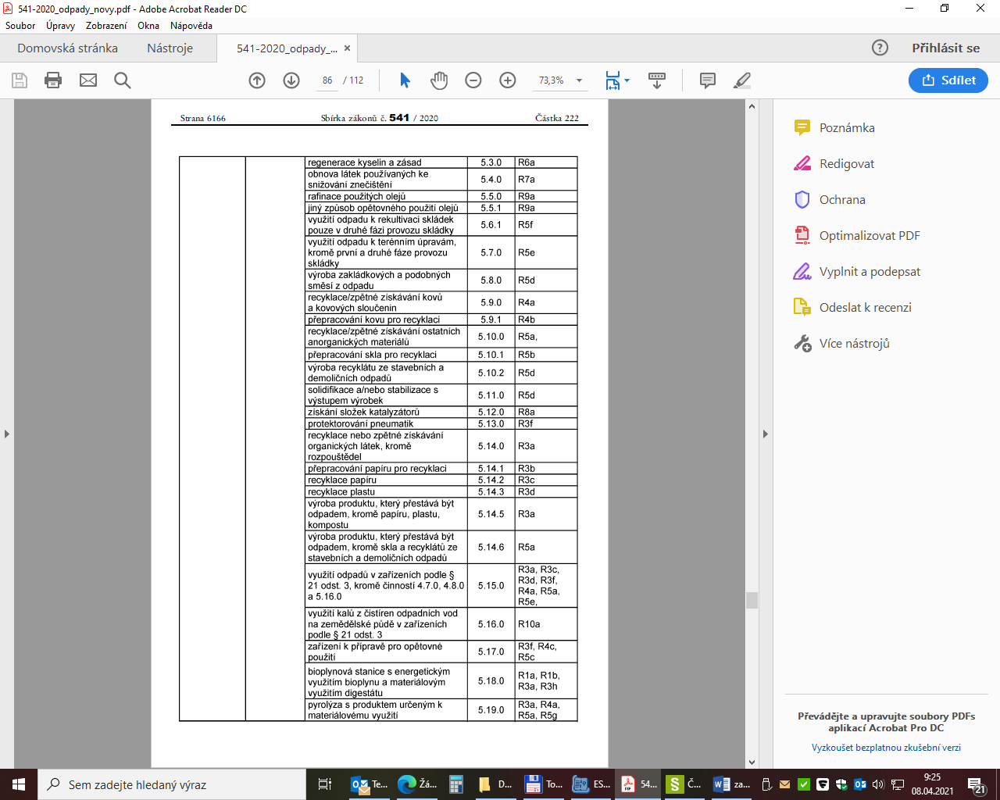 541-2020_odpady_novy.pdf - Adobe Acrobat Reader DC
Soubor Úpravy Zobrazení Okna Nápověda
Domovská stránka Nástroje 541-2020_odpady_... × ? Přihlásit se
86 / 112 73,3% Sdílet
Strana 6166 Sbírka zákonů č. 541 / 2020 Částka 222
regenerace kyselin a zásad 5.3.0 R6a
obnova látek používaných ke
snižování znečištění 5.4.0 R7a
rafinace použitých olejů 5.5.0 R9a
jiný způsob opětovného použití olejů 5.5.1 R9a
využití odpadu k rekultivaci skládek
pouze v druhé fázi provozu skládky 5.6.1 R5f
využití odpadu k terénním úpravám,
kromě první a druhé fáze provozu 5.7.0 R5e
skládky
výroba zakládkových a podobných
směsí z odpadu 5.8.0 R5d
recyklace/zpětné získávání kovů
a kovových sloučenin 5.9.0 R4a
přepracování kovu pro recyklaci 5.9.1 R4b
recyklace/zpětné získávání ostatních
anorganických materiálů 5.10.0 R5a,
přepracování skla pro recyklaci 5.10.1 R5b
výroba recyklátu ze stavebních a
demoličních odpadů 5.10.2 R5d
solidifikace a/nebo stabilizace s
výstupem výrobek 5.11.0 R5d
získání složek katalyzátorů 5.12.0 R8a
protektorování pneumatik 5.13.0 R3f
recyklace nebo zpětné získávání
organických látek, kromě 5.14.0 R3a
rozpouštědel
přepracování papíru pro recyklaci 5.14.1 R3b
recyklace papíru 5.14.2 R3c
recyklace plastu 5.14.3 R3d
výroba produktu, který přestává být
odpadem, kromě papíru, plastu, 5.14.5 R3a
kompostu
výroba produktu, který přestává být
odpadem, kromě skla a recyklátů ze 5.14.6 R5a
stavebních a demoličních odpadů
využití odpadů v zařízeních podle §
21 odst. 3, kromě činností 4.7.0, 4.8.0
a 5.16.0 5.15.0
R3a, R3c,
R3d, R3f,
R4a, R5a,
R5e,
využití kalů z čistíren odpadních vod
na zemědělské půdě v zařízeních 5.16.0 R10a
podle § 21 odst. 3
zařízení k přípravě pro opětovné
použití 5.17.0
R3f, R4c,
R5c
bioplynová stanice s energetickým
využitím bioplynu a materiálovým
využitím digestátu 5.18.0
R1a, R1b,
R3a, R3h
pyrolýza s produktem určeným k
materiálovému využití 5.19.0
R3a, R4a,
R5a, R5g
Poznámka
Redigovat
Ochrana
Optimalizovat PDF
Vyplnit a podepsat
Odeslat k recenzi
Více nástrojů
Převádějte a upravujte soubory PDFs
aplikací Acrobat Pro DC
Vyzkoušet bezplatnou zkušební verzi
Sem zadejte hledaný výraz Te... Žá... D... To... ES... 54... Č... za... 9:25
08.04.2021 21